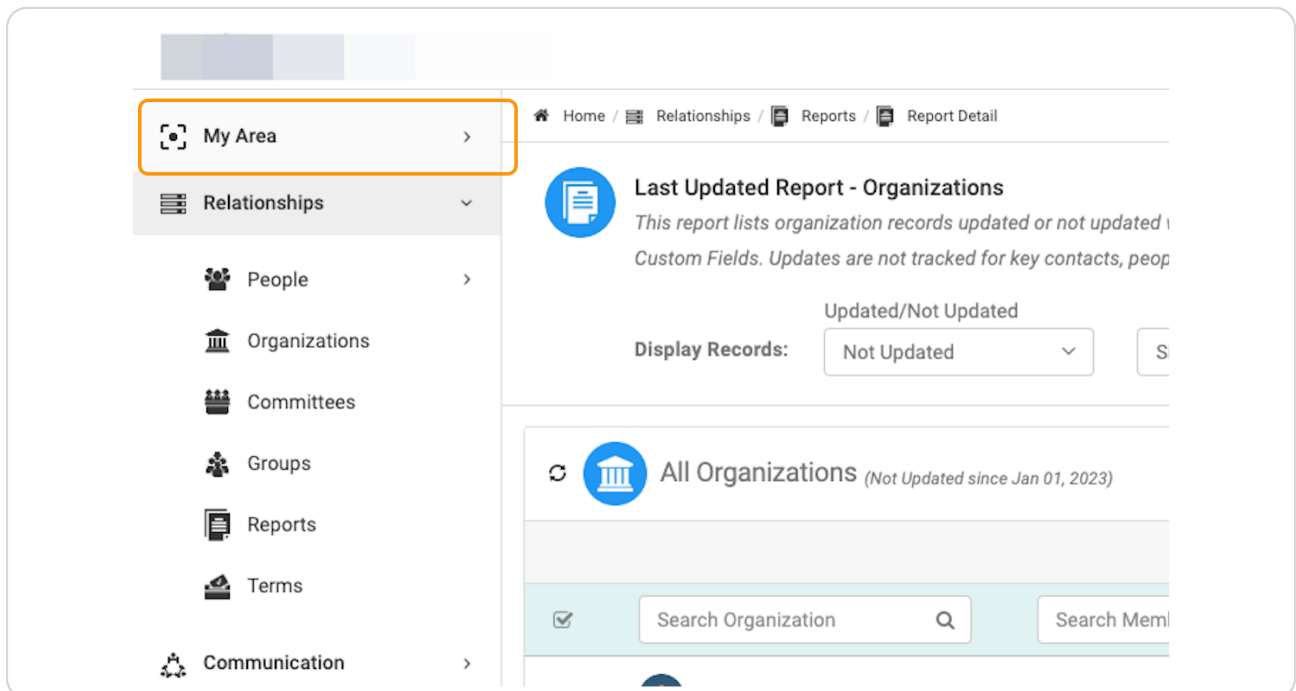 My Area
Relationships
People
Organizations
Committees
Groups
Reports
Terms
Communication
Home / Relationships / Reports / Report Detail
Last Updated Report - Organizations
This report lists organization records updated or not updated
Custom Fields. Updates are not tracked for key contacts,
Updated/Not Updated
Display Records: Not Updated
All Organizations (Not Updated since Jan 01, 2023)
Search Organization
Search